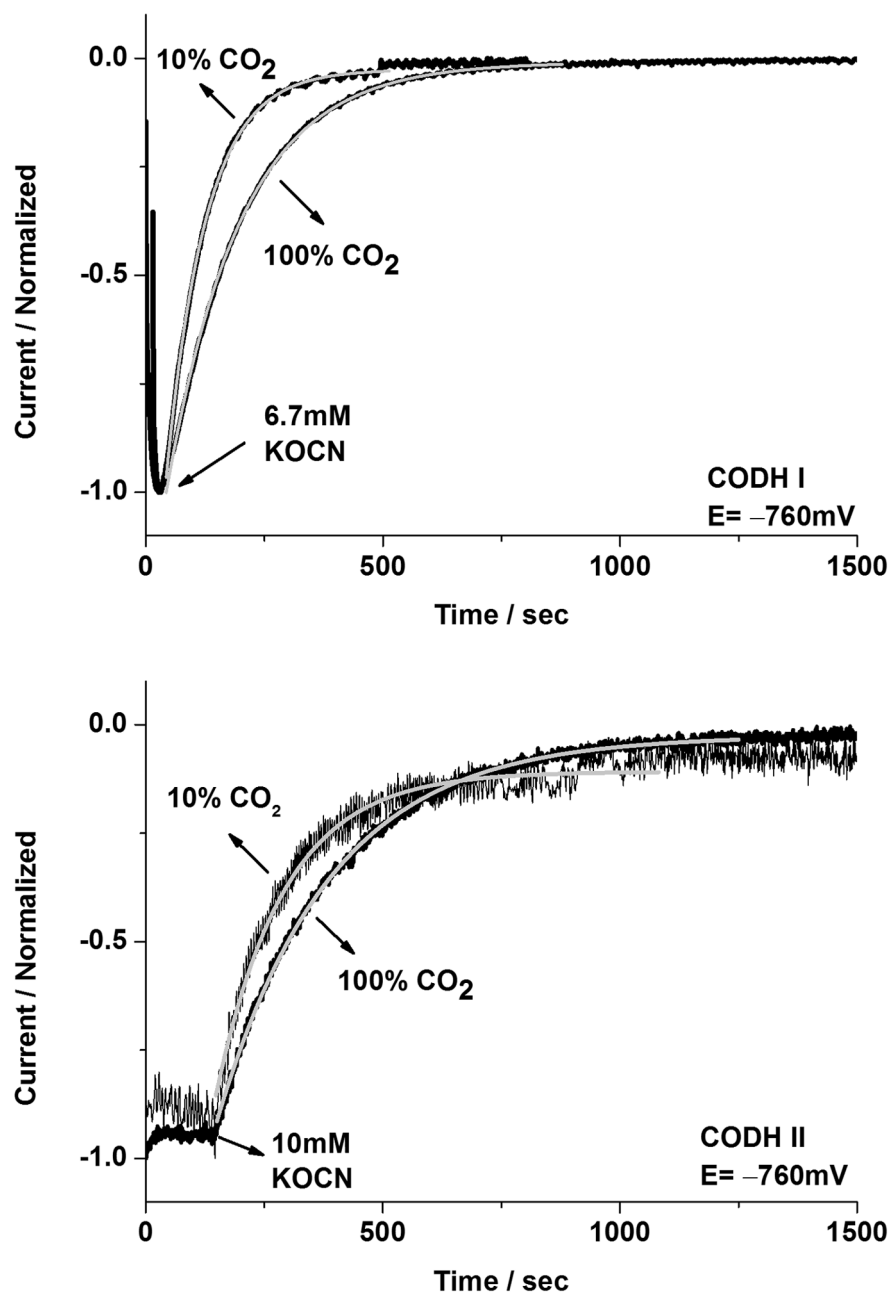 0.0
10% CO2
-0.5
100% CO2
Current / Normalized
6.7mM
KOCN
-1.0
CODH I
E= –760mV
0 500 1000 1500
Time / sec
0.0
10% CO2
-0.5
100% CO2
Current / Normalized
10mM
KOCN
-1.0
CODH II
E= –760mV
0 500 1000 1500
Time / sec